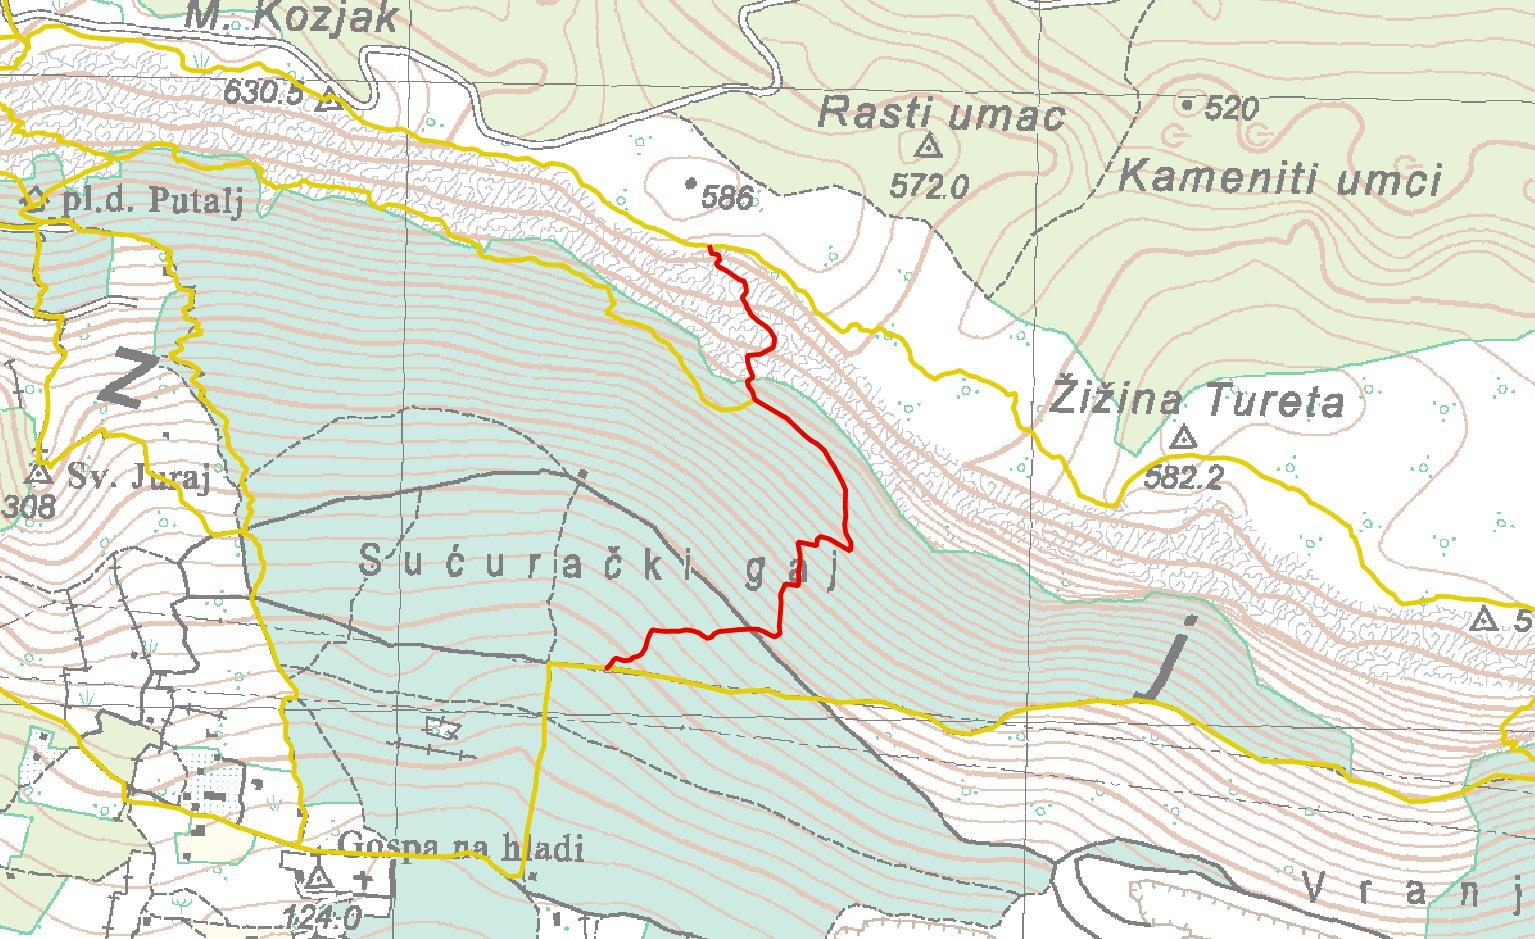 M. Kozjak
630.5
Rasti umac
520
586
572.0
Kameniti umci
pl.d. Putalj
Z
Žižina Tureta
582.2
Sv. Juraj
308
Sućurački gaj
5
Gospa na hladi
124.0
Vranj